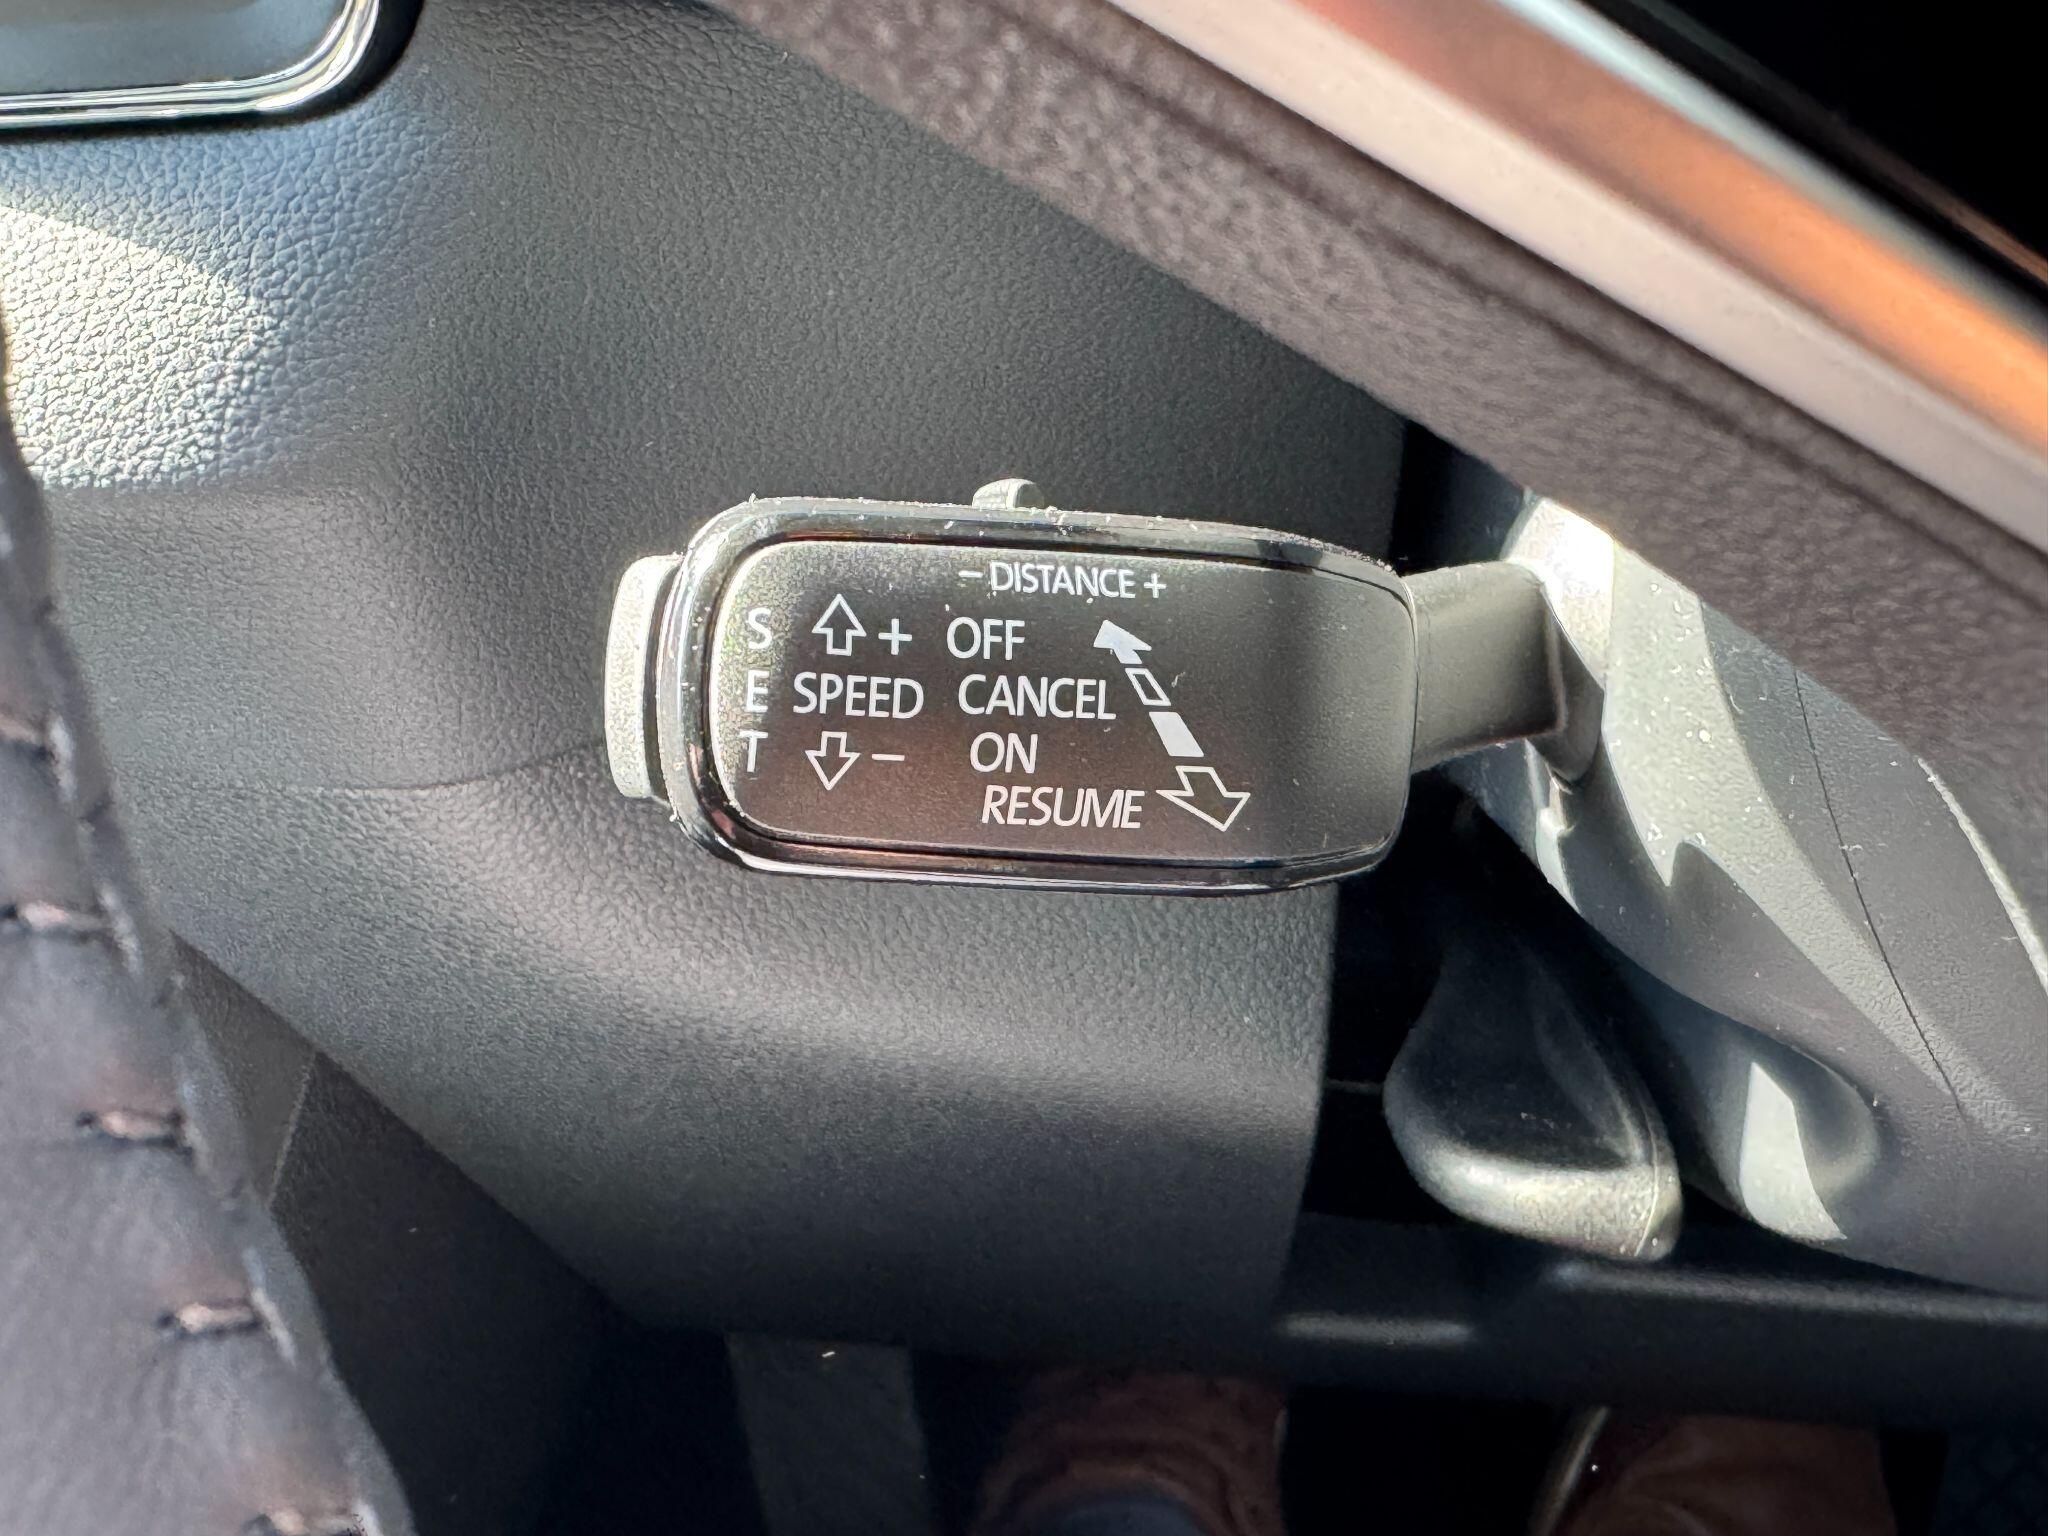 – DISTANCE +
S + OFF
E SPEED CANCEL
T – ON
RESUME